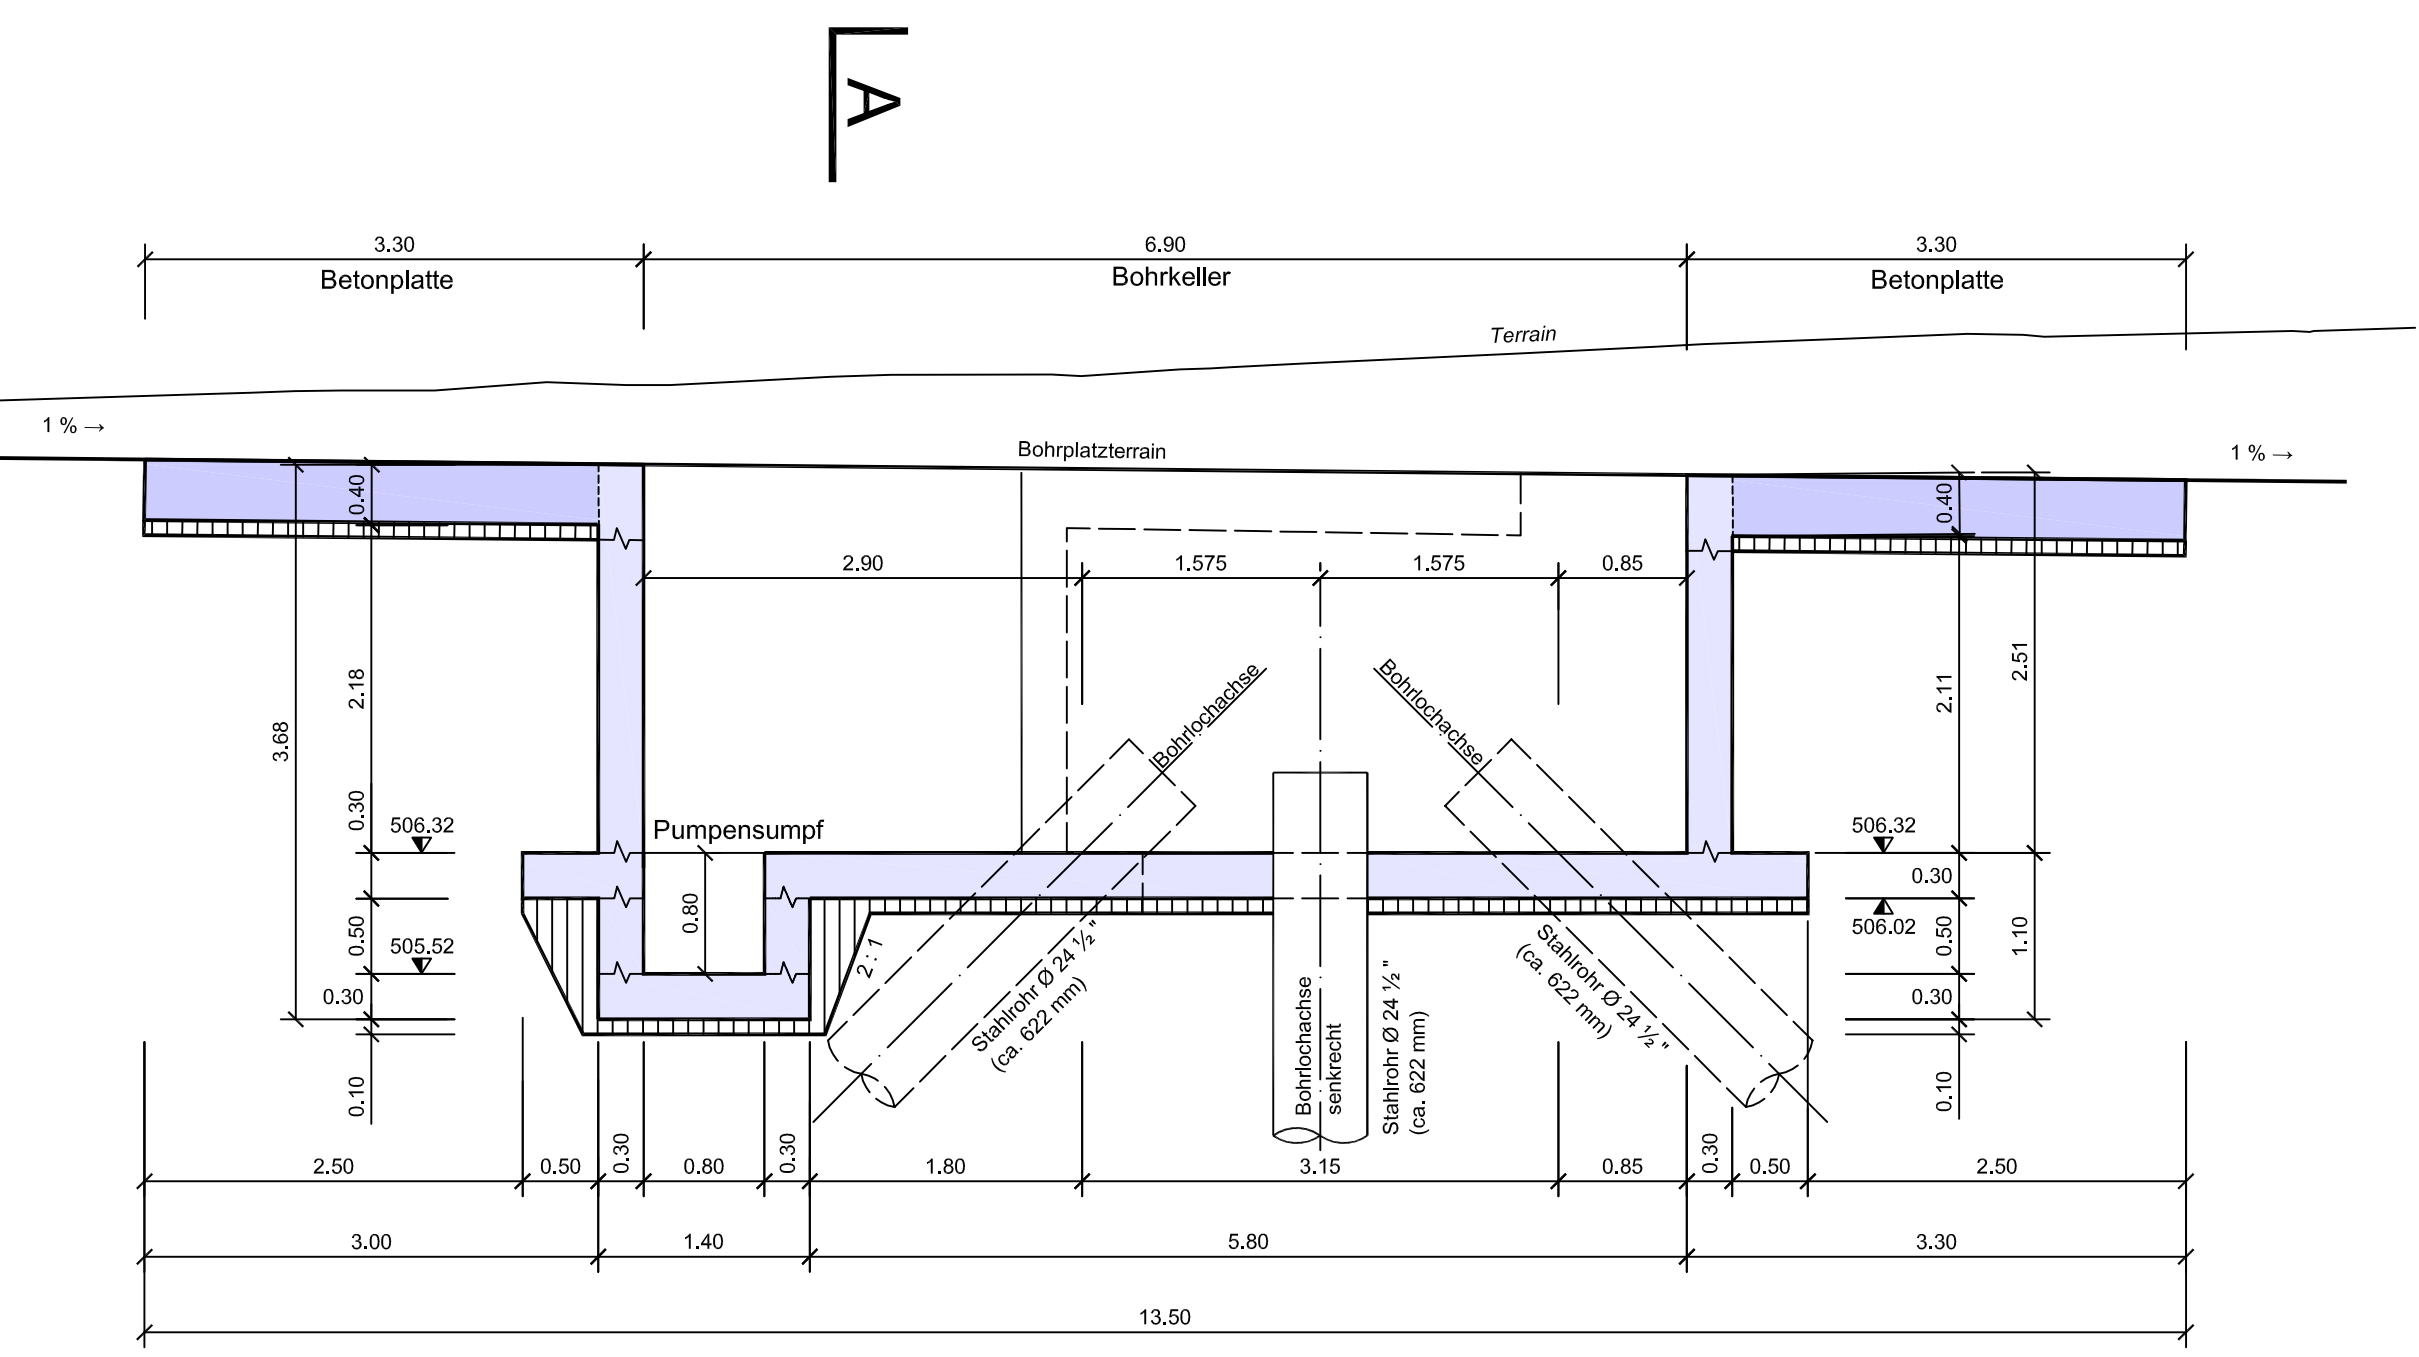 A
3.30
6.90
3.30
Betonplatte
Bohrkeller
Betonplatte
Terrain
1 % →
Bohrplatzterrain
1 % →
0.40
0.40
2.90
1.575
1.575
0.85
2.18
3.68
2.11
2.51
Bohrlochachse
Bohrlochachse
0.30
506.32
Pumpensumpf
506.32
0.80
0.30
0.50
505.52
2 : 1
506.02
0.50
1.10
0.30
0.30
Stahlrohr Ø 24 ½ "
(ca. 622 mm)
Bohrlochachse
senkrecht
Stahlrohr Ø 24 ½ "
(ca. 622 mm)
Stahlrohr Ø 24 ½ "
(ca. 622 mm)
0.10
0.10
2.50
0.50
0.30
0.80
0.30
1.80
3.15
0.85
0.30
0.50
2.50
3.00
1.40
5.80
3.30
13.50